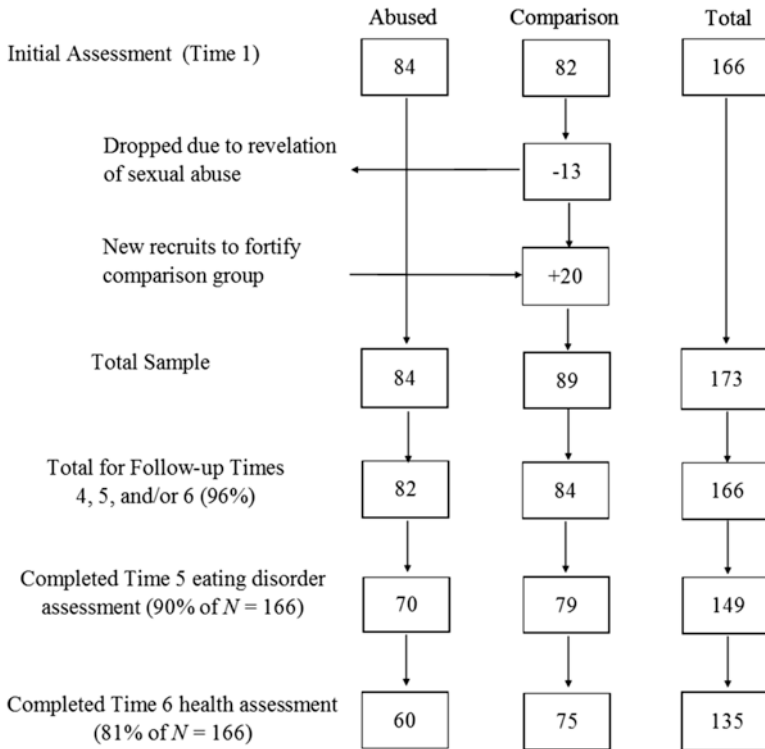 Abused Comparison Total
Initial Assessment (Time 1) 84 82 166
Dropped due to revelation
of sexual abuse -13
New recruits to fortify
comparison group +20
Total Sample 84 89 173
Total for Follow-up Times
4, 5, and/or 6 (96%) 82 84 166
Completed Time 5 eating disorder
assessment (90% of N = 166) 70 79 149
Completed Time 6 health assessment
(81% of N = 166) 60 75 135